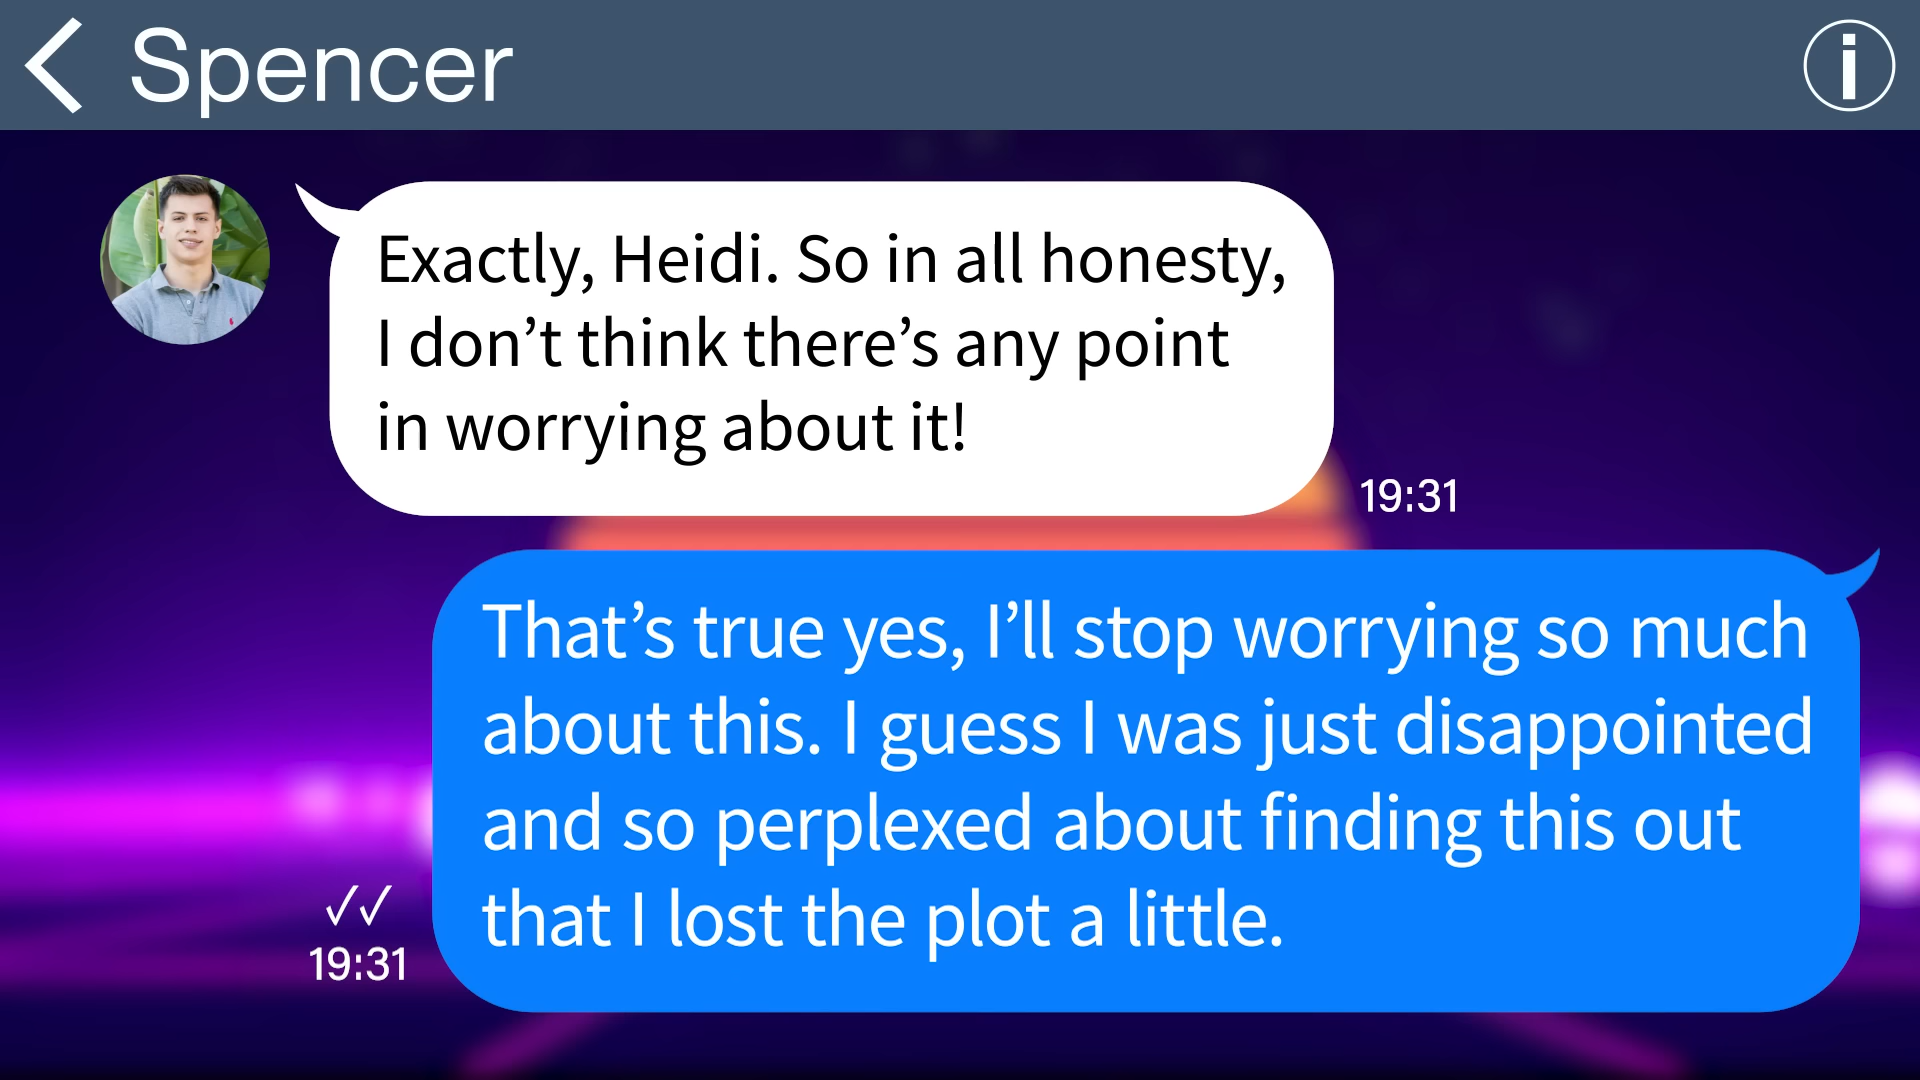 Spencer
Exactly, Heidi. So in all honesty,
I don’t think there’s any point
in worrying about it!
19:31
That’s true yes, I’ll stop worrying so much
about this. I guess I was just disappointed
and so perplexed about finding this out
that I lost the plot a little.
19:31